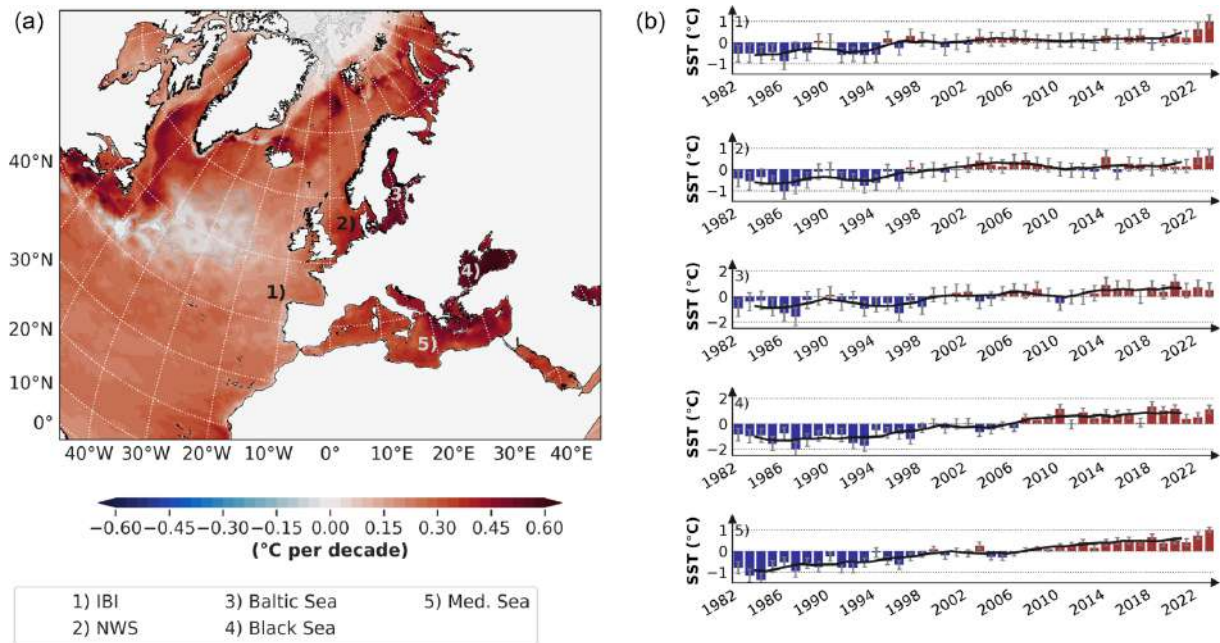 (a)
40°N
30°N
20°N
10°N
0°
40°W 30°W 20°W 10°W 0°E 10°E 20°E 30°E 40°E
1)
2)
3)
4)
5)
−0.60 −0.45 −0.30 −0.15 0.00 0.15 0.30 0.45 0.60
(°C per decade)
1) IBI 3) Baltic Sea 5) Med. Sea
2) NWS 4) Black Sea
(b)
SST (°C)
1
0
−1
1)
1982 1986 1990 1994 1998 2002 2006 2010 2014 2018 2022
SST (°C)
1
0
−1
2)
1982 1986 1990 1994 1998 2002 2006 2010 2014 2018 2022
SST (°C)
2
0
−2
3)
1982 1986 1990 1994 1998 2002 2006 2010 2014 2018 2022
SST (°C)
2
0
−2
4)
1982 1986 1990 1994 1998 2002 2006 2010 2014 2018 2022
SST (°C)
1
0
−1
5)
1982 1986 1990 1994 1998 2002 2006 2010 2014 2018 2022